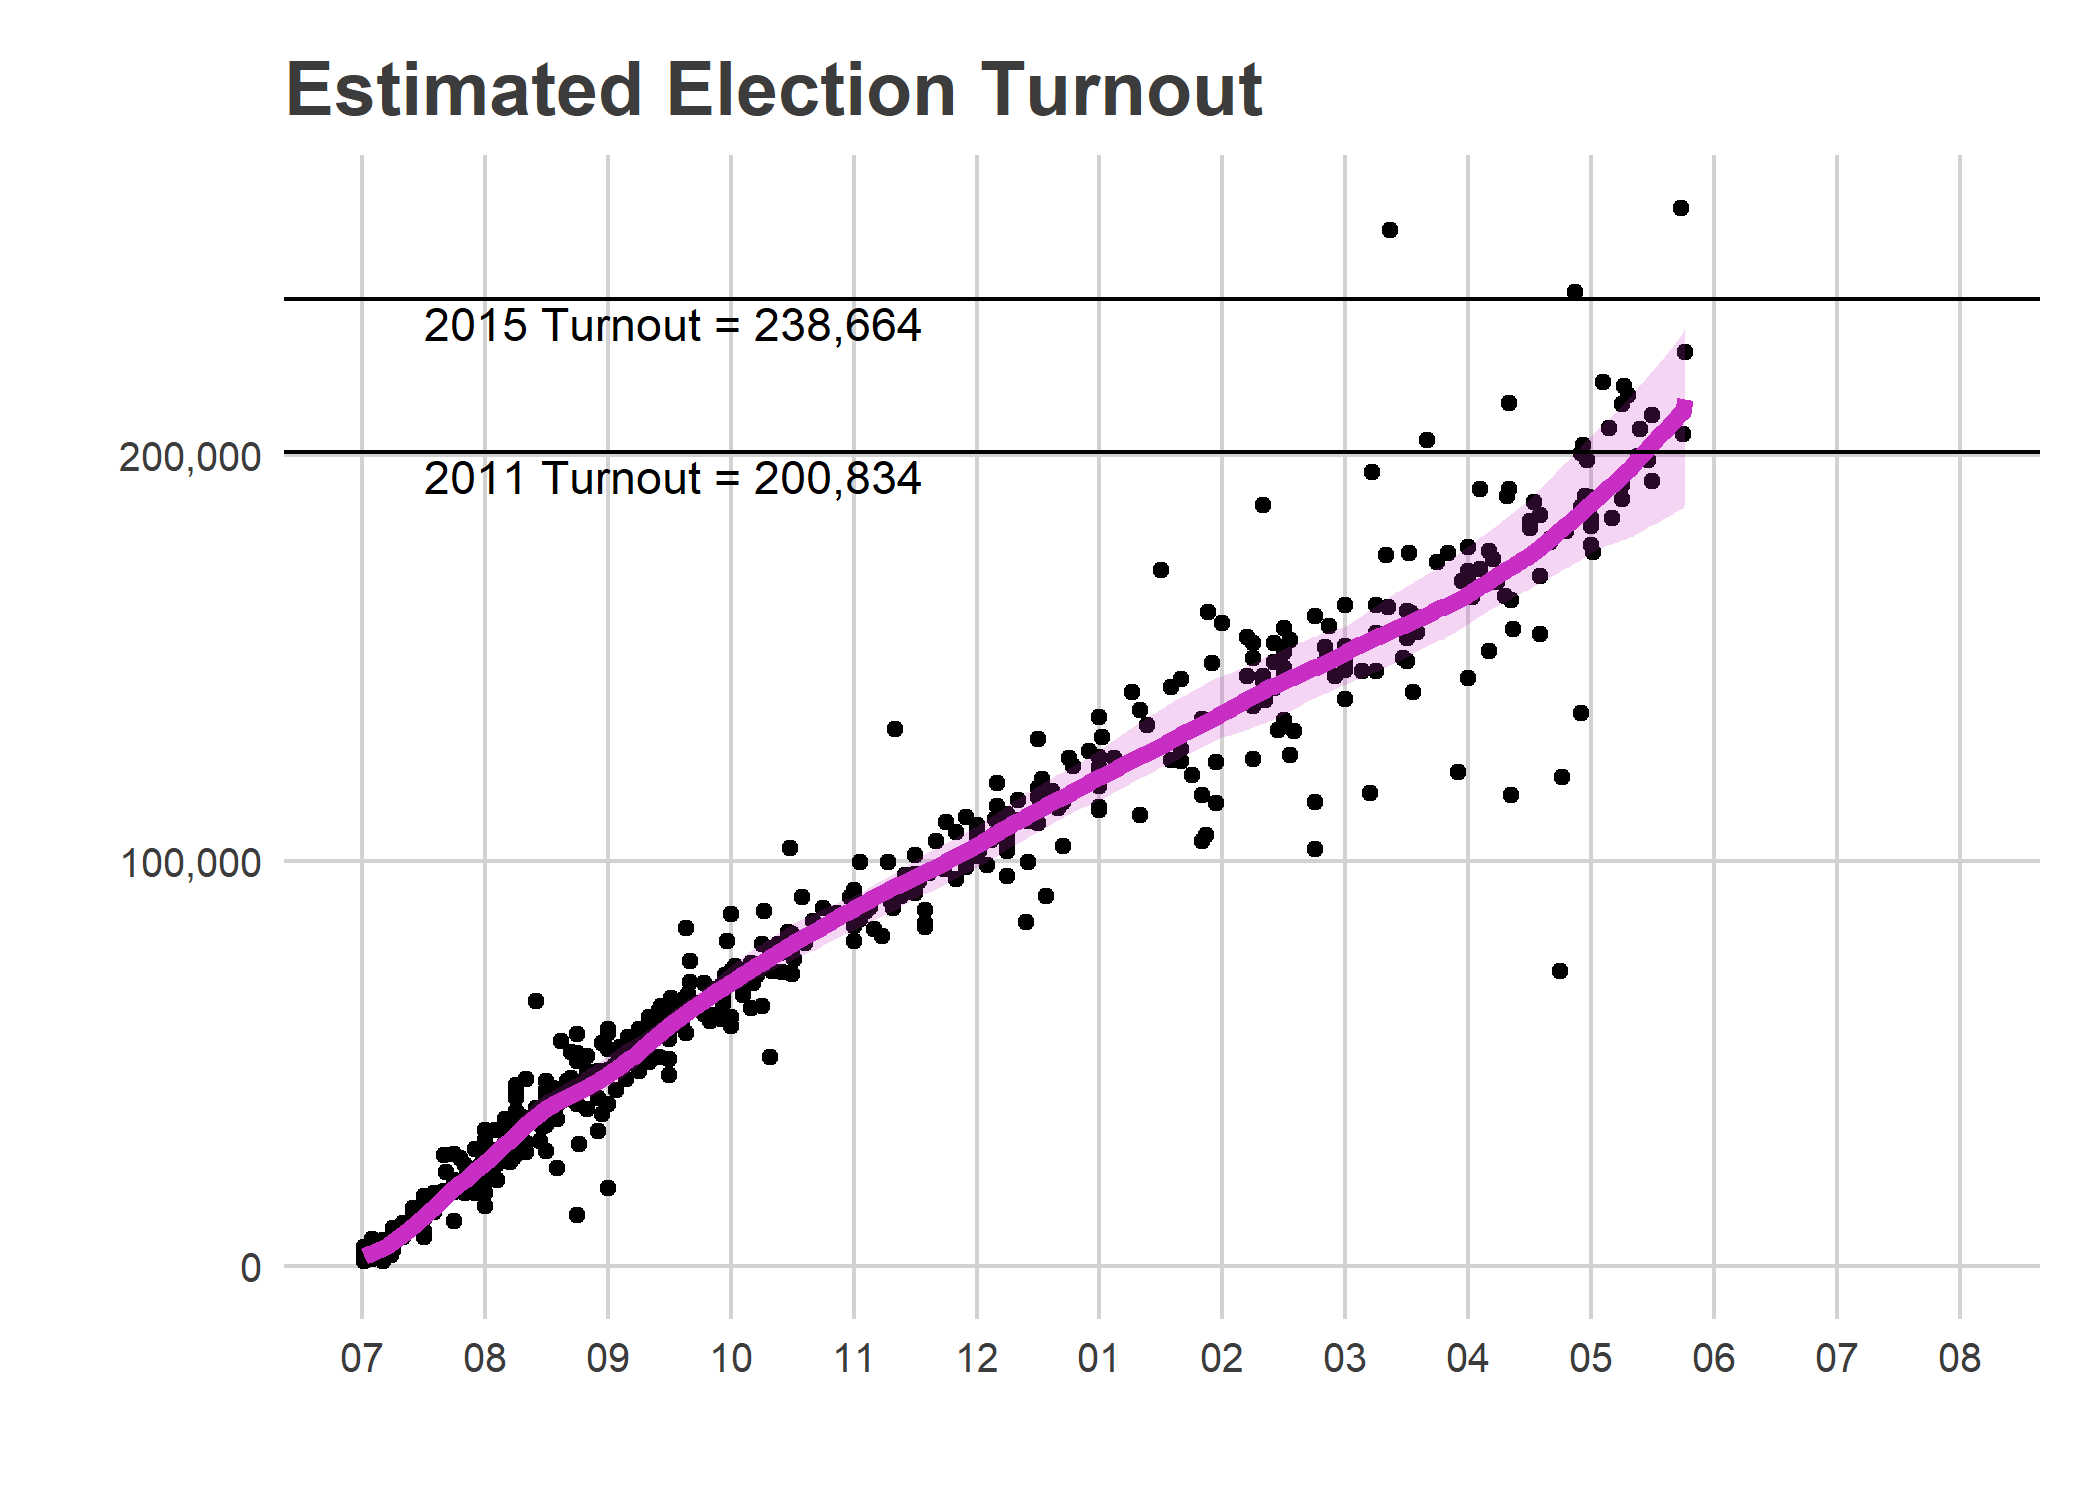 Estimated Election Turnout
2015 Turnout = 238,664
200,000
2011 Turnout = 200,834
100,000
0
07 08 09 10 11 12 01 02 03 04 05 06 07 08